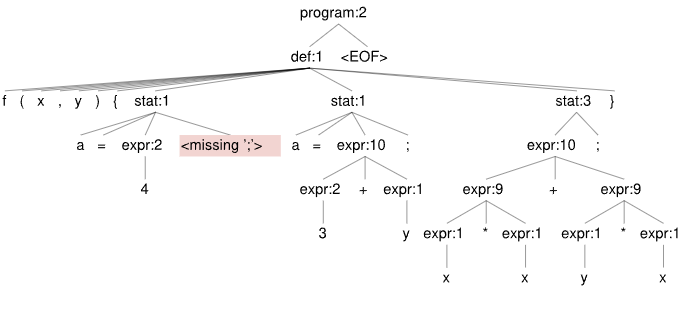 program:2
def:1 <EOF>
f ( x , y ) { stat:1 stat:1 stat:3 }
a = expr:2 <missing ';'> a = expr:10 ; expr:10 ;
4 expr:2 + expr:1 expr:9 + expr:9
3 y expr:1 * expr:1 expr:1 * expr:1
x x y x